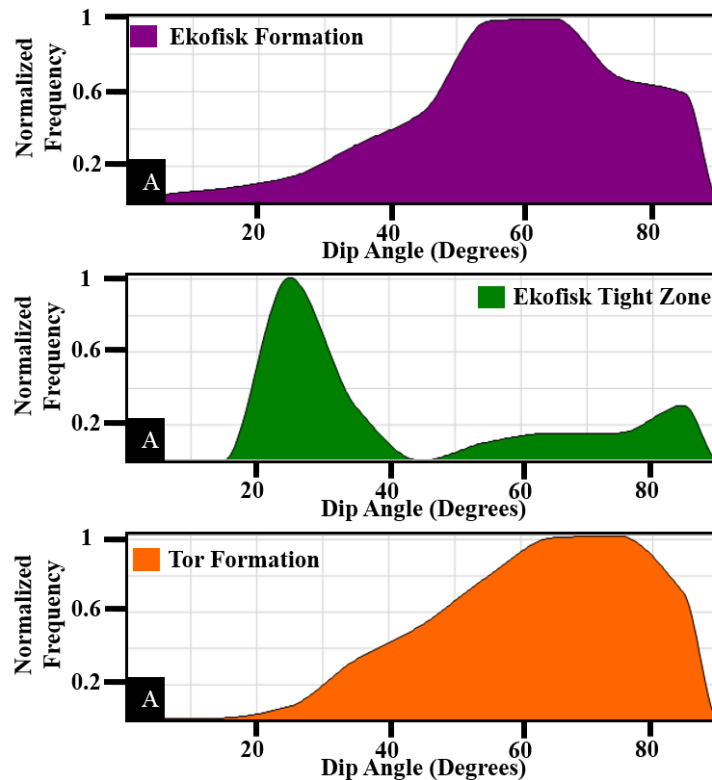 1
Ekofisk Formation
Normalized
Frequency
0.6
0.2
A
20
40
60
80
Dip Angle (Degrees)
1
Ekofisk Tight Zone
Normalized
Frequency
0.6
0.2
A
20
40
60
80
Dip Angle (Degrees)
1
Tor Formation
Normalized
Frequency
0.6
0.2
A
20
40
60
80
Dip Angle (Degrees)